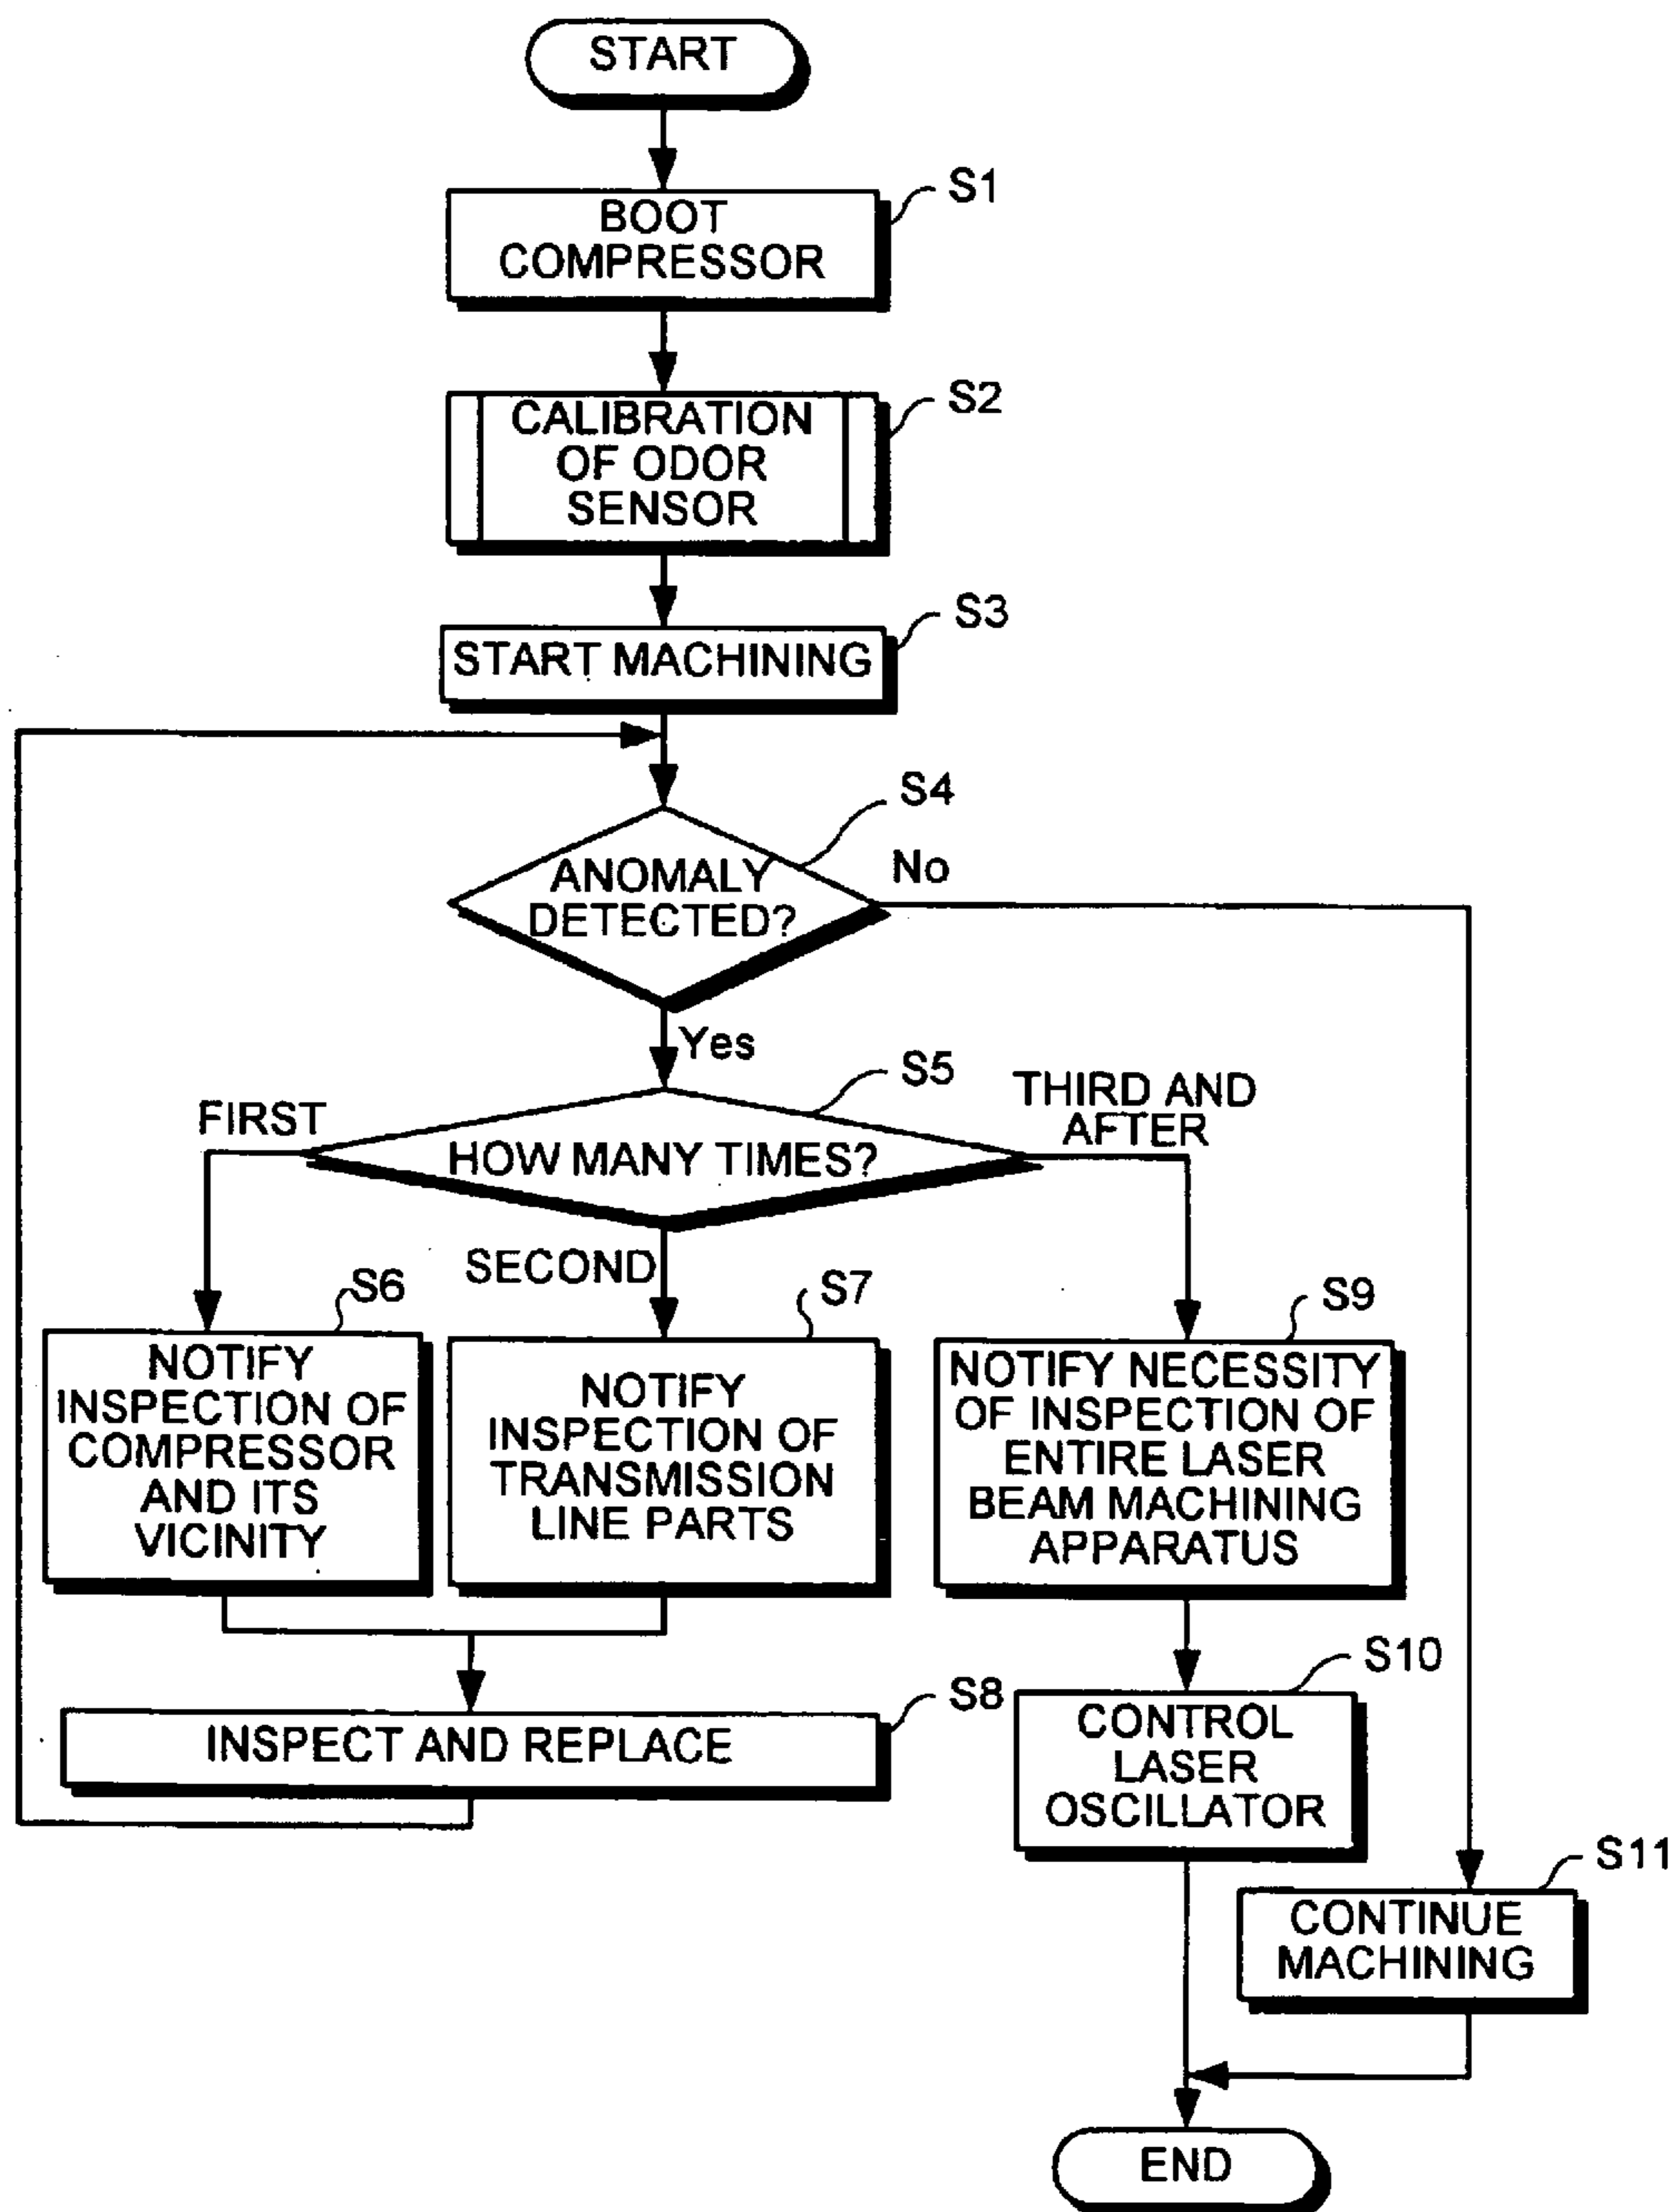 START
S1
BOOT
COMPRESSOR
S2
CALIBRATION
OF ODOR
SENSOR
S3
START MACHINING
S4
ANOMALY
DETECTED?
No
Yes
S5
HOW MANY TIMES?
FIRST
SECOND
THIRD AND
AFTER
S6
NOTIFY
INSPECTION OF
COMPRESSOR
AND ITS
VICINITY
S7
NOTIFY
INSPECTION OF
TRANSMISSION
LINE PARTS
S9
NOTIFY NECESSITY
OF INSPECTION OF
ENTIRE LASER
BEAM MACHINING
APPARATUS
S8
INSPECT AND REPLACE
S10
CONTROL
LASER
OSCILLATOR
S11
CONTINUE
MACHINING
END